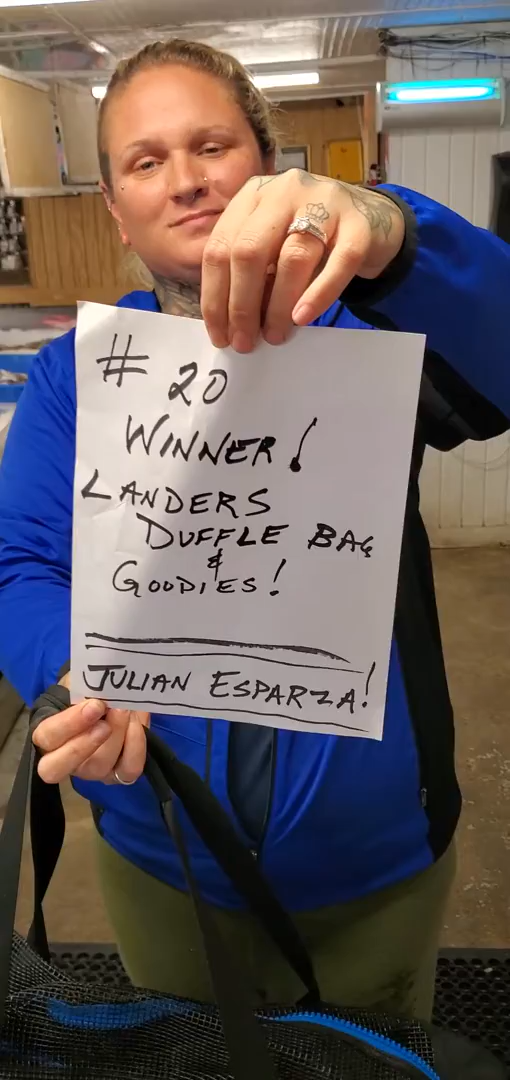 # 20
WINNER!
LANDERS
DUFFLE BAG
&
GOODIES!
JULIAN ESPARZA!